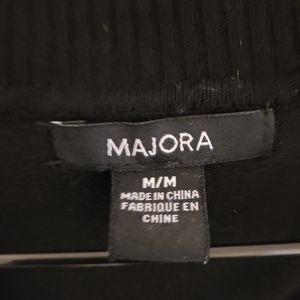 MAJORA
M/M
MADE IN CHINA
FABRIQUE EN
CHINE